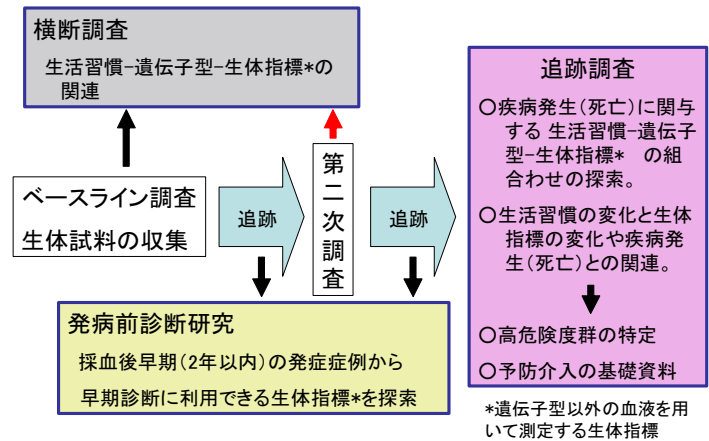 横断調査
生活習慣-遺伝子型-生体指標*の
関連
ベースライン調査
生体試料の収集
追跡
第二次調査
追跡
発病前診断研究
採血後早期(2年以内)の発症症例から
早期診断に利用できる生体指標*を探索
追跡調査
○疾病発生(死亡)に関与
する 生活習慣-遺伝子
型-生体指標* の組
合わせの探索。
○生活習慣の変化と生体
指標の変化や疾病発
生(死亡)との関連。
○高危険度群の特定
○予防介入の基礎資料
*遺伝子型以外の血液を用
いて測定する生体指標